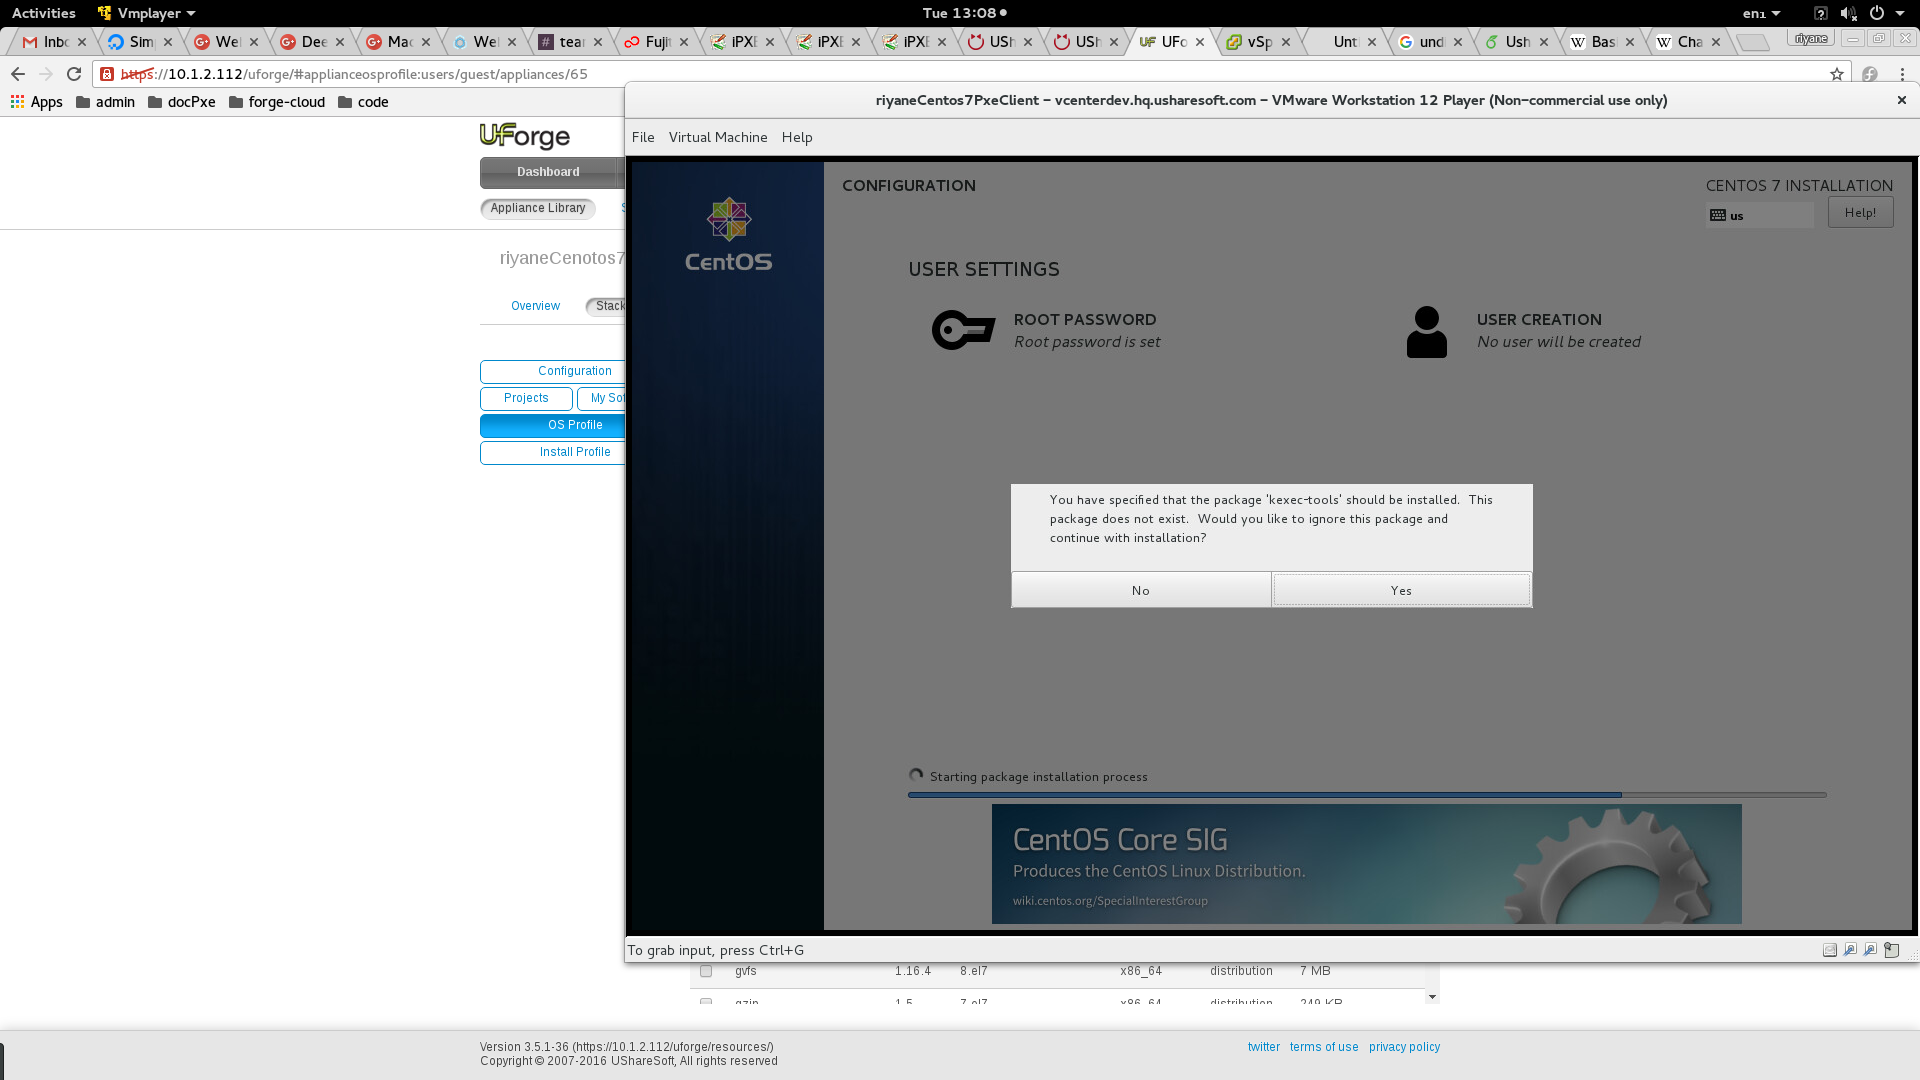 Activities Vmplayer Tue 13:08 en1
Inbo Sim Wel Dee Mac Wel tear Fujit iPXE iPXE iPXE USh USh UFo vSp Unti und Ush Bas Cha riyane
https://10.1.2.112/uforge/#applianceosprofile:users/guest/appliances/65
Apps admin docPxe forge-cloud code
UForge
Dashboard
Appliance Library S
riyaneCenotos7
Overview Stack
Configuration
Projects My Sof
OS Profile
Install Profile
riyaneCentos7PxeClient - vcenterdev.hq.usharesoft.com - VMware Workstation 12 Player (Non-commercial use only)
File Virtual Machine Help
CentOS
CONFIGURATION
CENTOS 7 INSTALLATION
us Help!
USER SETTINGS
ROOT PASSWORD
Root password is set
USER CREATION
No user will be created
You have specified that the package 'kexec-tools' should be installed. This
package does not exist. Would you like to ignore this package and
continue with installation?
No Yes
Starting package installation process
CentOS Core SIG
Produces the CentOS Linux Distribution.
wiki.centos.org/SpecialInterestGroup
To grab input, press Ctrl+G
gvfs 1.16.4 8.el7 x86_64 distribution 7 MB
gzip 1.5 7.el7 x86_64 distribution 249 KB
Version 3.5.1-36 (https://10.1.2.112/uforge/resources/)
Copyright © 2007-2016 UShareSoft, All rights reserved
twitter terms of use privacy policy